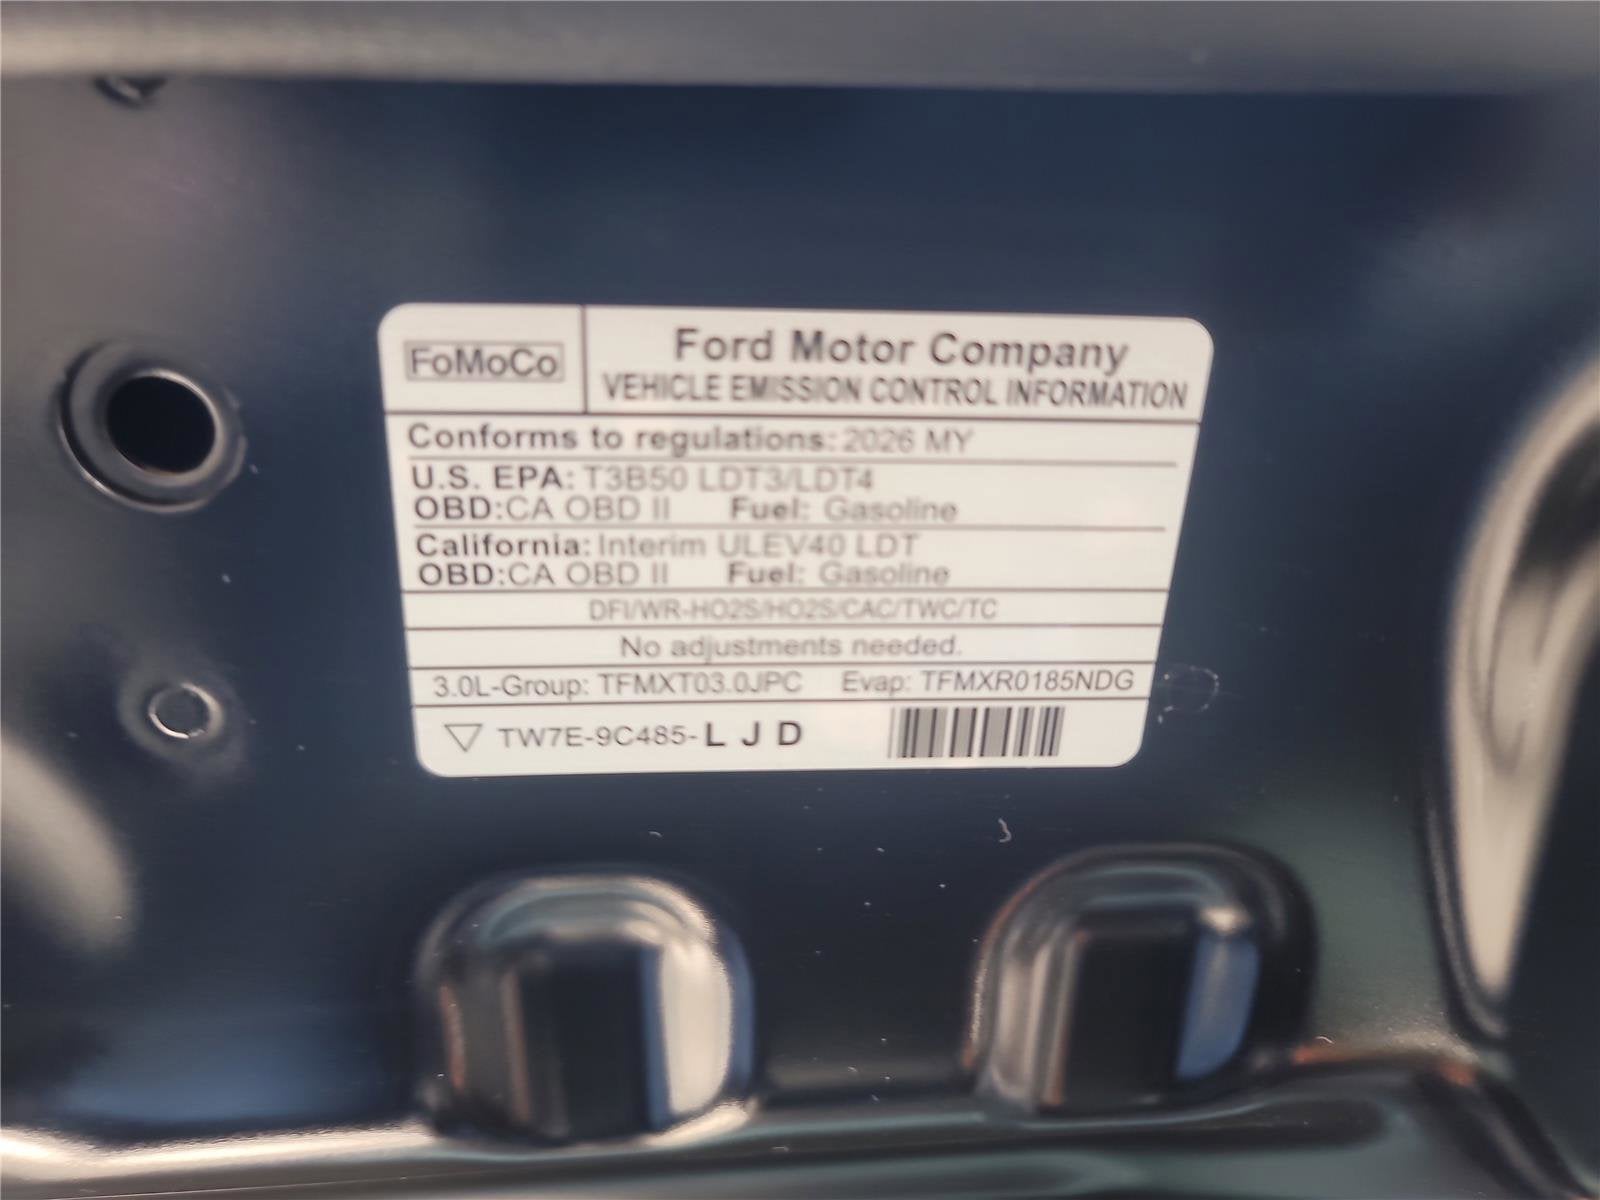 FoMoCo
Ford Motor Company
VEHICLE EMISSION CONTROL INFORMATION
Conforms to regulations: 2026 MY
U.S. EPA: T3B50 LDT3/LDT4
OBD:CA OBD II Fuel: Gasoline
California: Interim ULEV40 LDT
OBD:CA OBD II Fuel: Gasoline
DFI/WR-HO2S/HO2S/CAC/TWC/TC
No adjustments needed.
3.0L-Group: TFMXT03.0JPC Evap: TFMXR0185NDG
TW7E-9C485-L J D